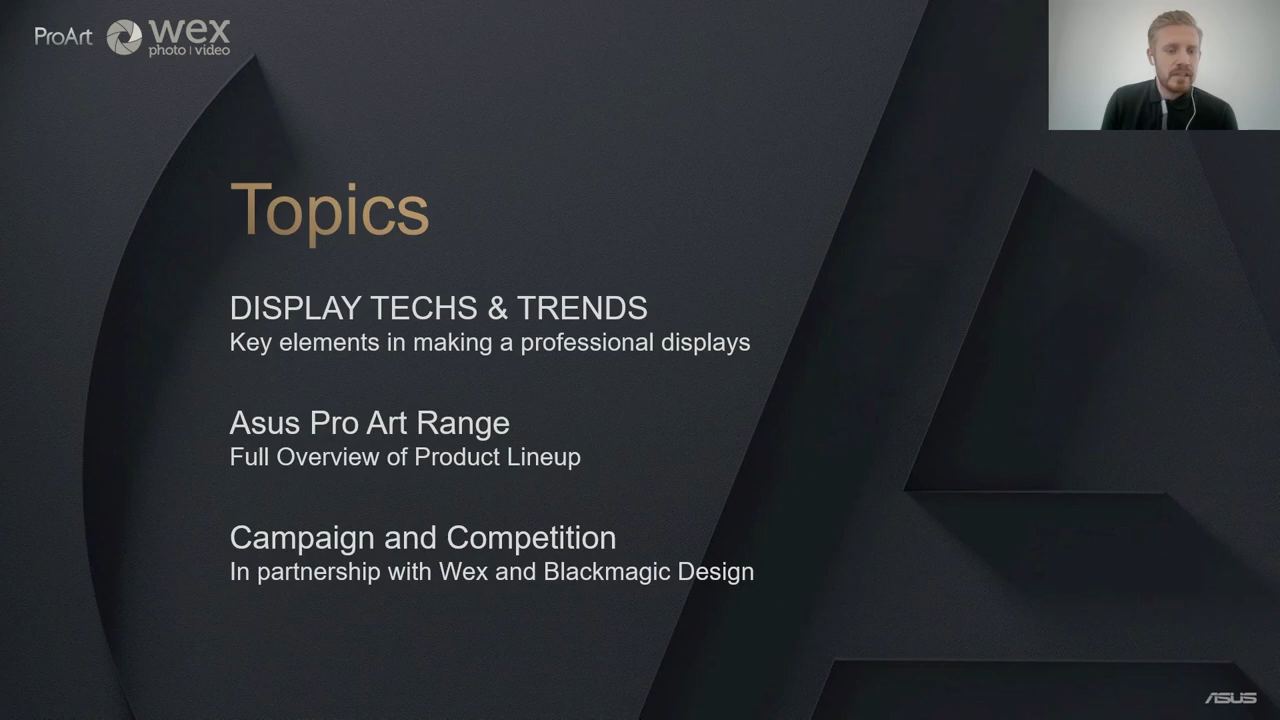 ProArt
wex
photo | video
Topics
DISPLAY TECHS & TRENDS
Key elements in making a professional displays
Asus Pro Art Range
Full Overview of Product Lineup
Campaign and Competition
In partnership with Wex and Blackmagic Design
ASUS